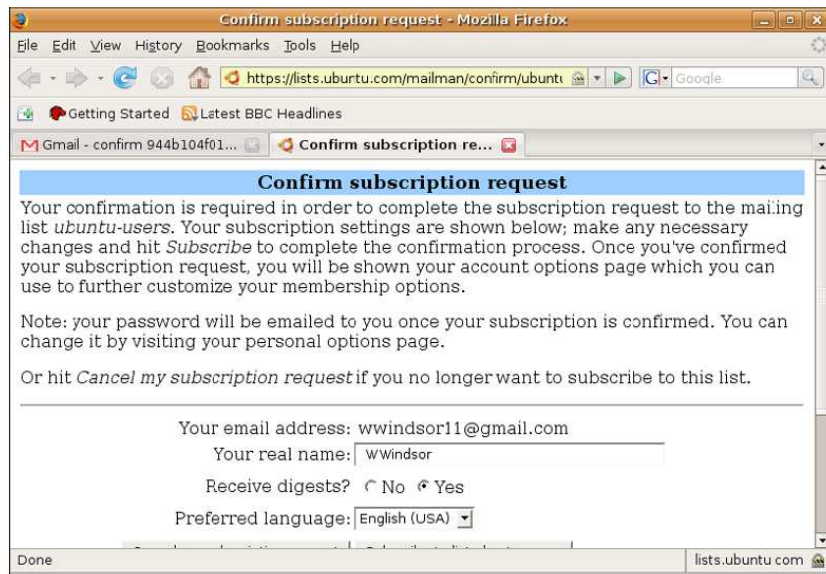 Confirm subscription request - Mozilla Firefox
File Edit View History Bookmarks Tools Help
https://lists.ubuntu.com/mailman/confirm/ubuntu
Google
Getting Started Latest BBC Headlines
Gmail - confirm 944b104f01... Confirm subscription re...
Confirm subscription request
Your confirmation is required in order to complete the subscription request to the mailing
list ubuntu-users. Your subscription settings are shown below; make any necessary
changes and hit Subscribe to complete the confirmation process. Once you've confirmed
your subscription request, you will be shown your account options page which you can
use to further customize your membership options.
Note: your password will be emailed to you once your subscription is confirmed. You can
change it by visiting your personal options page.
Or hit Cancel my subscription request if you no longer want to subscribe to this list.
Your email address: wwindsor11@gmail.com
Your real name: WWindsor
Receive digests? No Yes
Preferred language: English (USA)
Done lists.ubuntu.com